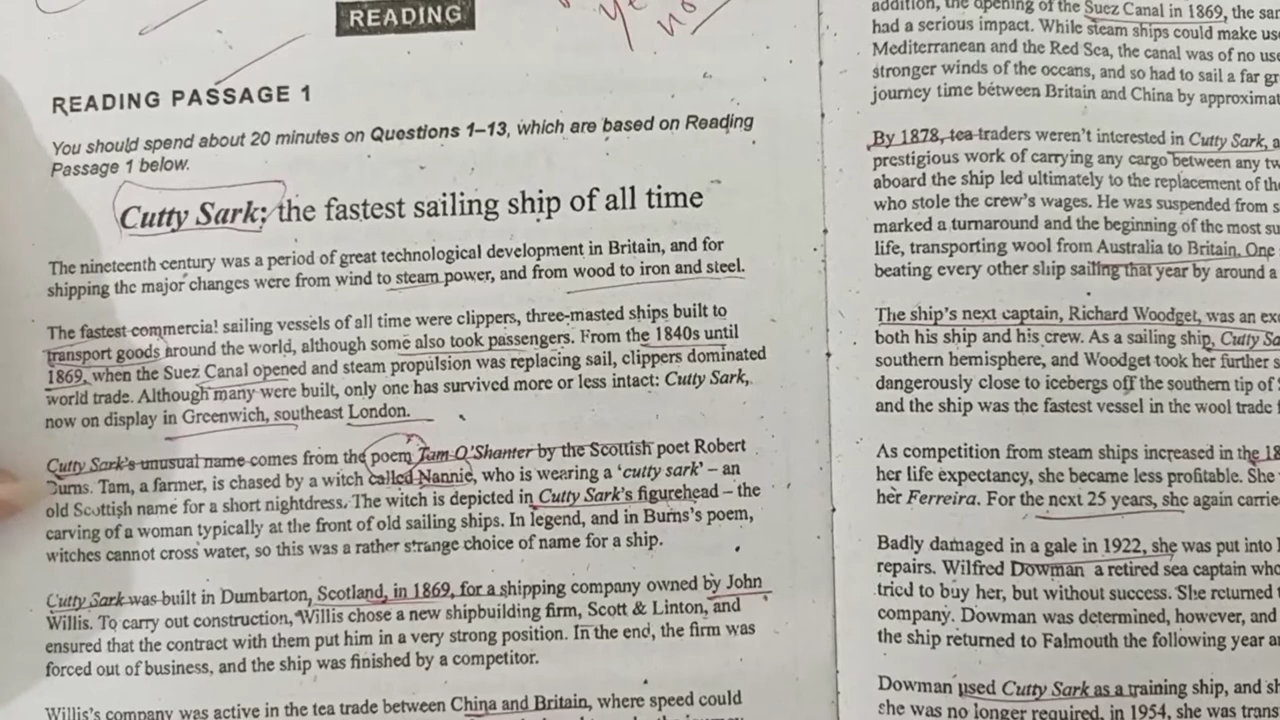 READING
Ye
no
READING PASSAGE 1
You should spend about 20 minutes on Questions 1–13, which are based on Reading
Passage 1 below.
Cutty Sark: the fastest sailing ship of all time
The nineteenth century was a period of great technological development in Britain, and for
shipping the major changes were from wind to steam power, and from wood to iron and steel.
The fastest commercial sailing vessels of all time were clippers, three-masted ships built to
transport goods around the world, although some also took passengers. From the 1840s until
1869, when the Suez Canal opened and steam propulsion was replacing sail, clippers dominated
world trade. Although many were built, only one has survived more or less intact: Cutty Sark,
now on display in Greenwich, southeast London.
Cutty Sark's unusual name comes from the poem Tam O'Shanter by the Scottish poet Robert
Burns. Tam, a farmer, is chased by a witch called Nannie, who is wearing a 'cutty sark' – an
old Scottish name for a short nightdress. The witch is depicted in Cutty Sark's figurehead – the
carving of a woman typically at the front of old sailing ships. In legend, and in Burns's poem,
witches cannot cross water, so this was a rather strange choice of name for a ship.
Cutty Sark was built in Dumbarton, Scotland, in 1869, for a shipping company owned by John
Willis. To carry out construction, Willis chose a new shipbuilding firm, Scott & Linton, and
ensured that the contract with them put him in a very strong position. In the end, the firm was
forced out of business, and the ship was finished by a competitor.
Willis's company was active in the tea trade between China and Britain, where speed could
addition, the opening of the Suez Canal in 1869, the
had a serious impact. While steam ships could make
Mediterranean and the Red Sea, the canal was of no
stronger winds of the oceans, and so had to sail a far
journey time between Britain and China by
By 1878, tea traders weren't interested in Cutty Sark,
prestigious work of carrying any cargo between any
aboard the ship led ultimately to the replacement of
who stole the crew's wages. He was suspended from
marked a turnaround and the beginning of the most
life, transporting wool from Australia to Britain. One
beating every other ship sailing that year by around a
The ship's next captain, Richard Woodget, was an
both his ship and his crew. As a sailing ship, Cutty
southern hemisphere, and Woodget took her further
dangerously close to icebergs off the southern tip of
and the ship was the fastest vessel in the wool trade
As competition from steam ships increased in the 18
her life expectancy, she became less profitable. She
her Ferreira. For the next 25 years, she again
Badly damaged in a gale in 1922, she was put into
repairs. Wilfred Dowman a retired sea captain
tried to buy her, but without success. She returned
company. Dowman was determined, however, and
the ship returned to Falmouth the following year
Dowman used Cutty Sark as a training ship, and
she was no longer required, in 1954, she was